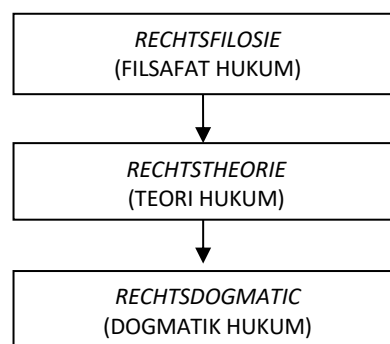 RECHTSFILOSIE
(FILSAFAT HUKUM)
RECHTSTHEORIE
(TEORI HUKUM)
RECHTSDOGMATIC
(DOGMATIK HUKUM)